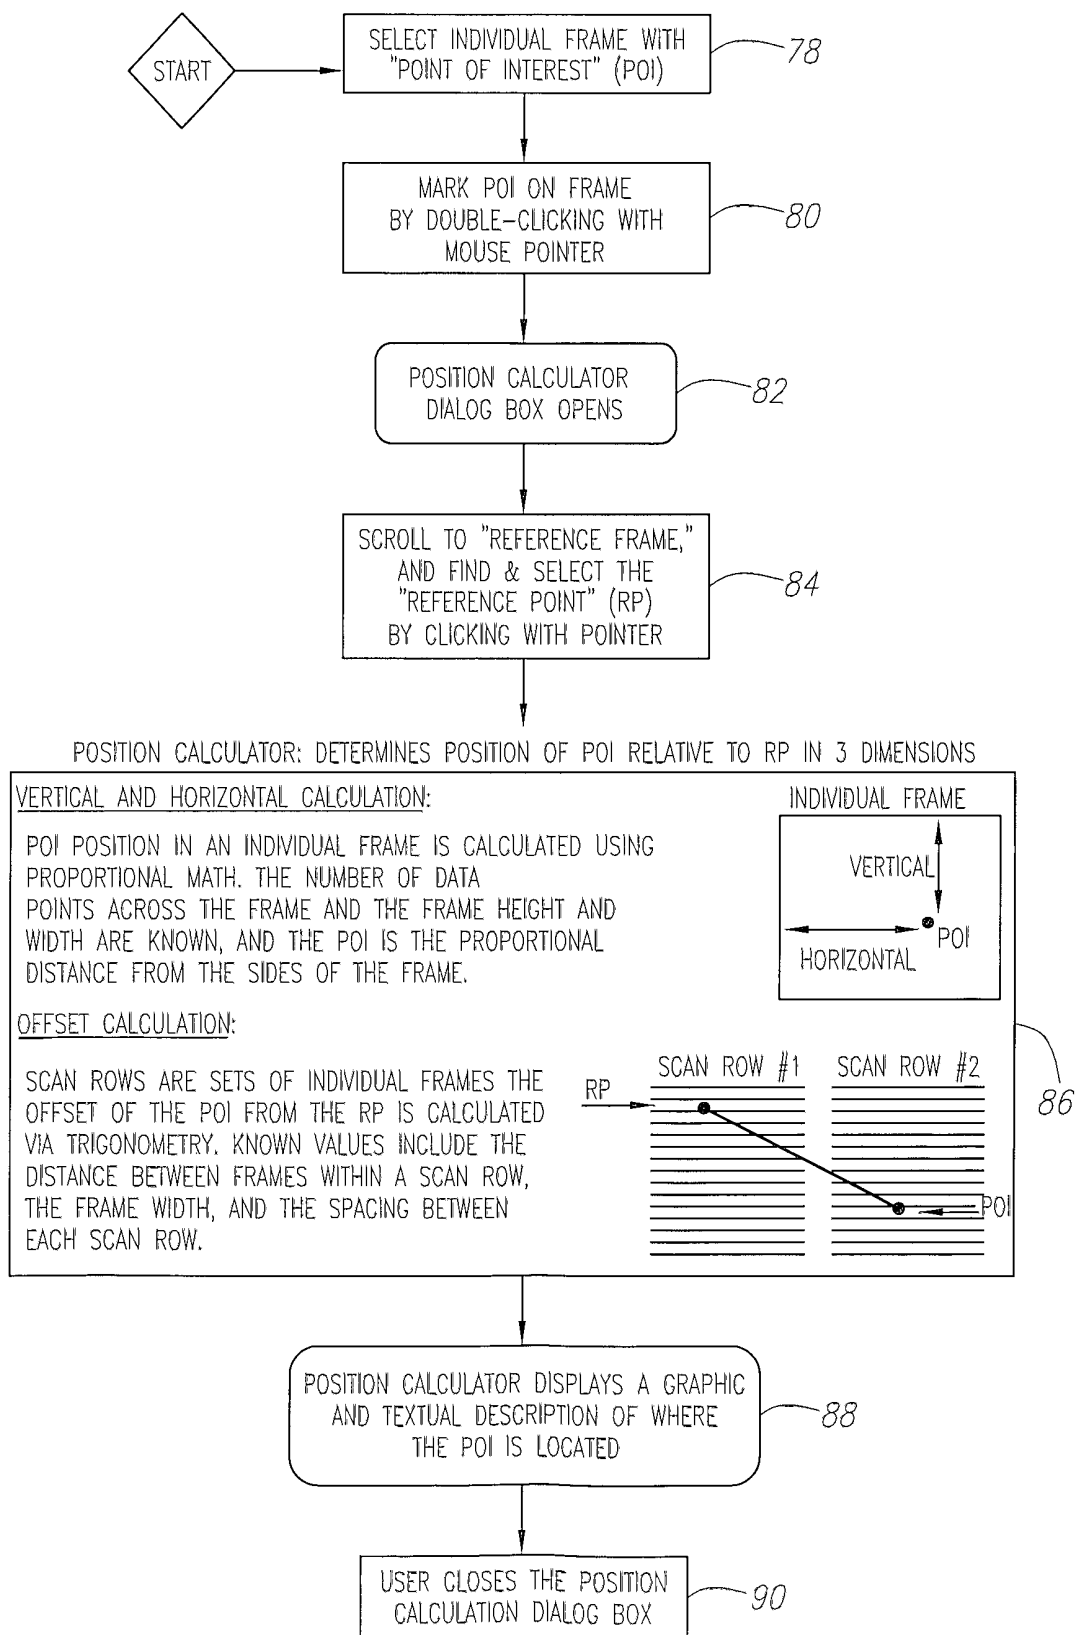 START
SELECT INDIVIDUAL FRAME WITH
"POINT OF INTEREST" (POI)
78
MARK POI ON FRAME
BY DOUBLE-CLICKING WITH
MOUSE POINTER
80
POSITION CALCULATOR
DIALOG BOX OPENS
82
SCROLL TO "REFERENCE FRAME,"
AND FIND & SELECT THE
"REFERENCE POINT" (RP)
BY CLICKING WITH POINTER
84
POSITION CALCULATOR: DETERMINES POSITION OF POI RELATIVE TO RP IN 3 DIMENSIONS
VERTICAL AND HORIZONTAL CALCULATION:
POI POSITION IN AN INDIVIDUAL FRAME IS CALCULATED USING
PROPORTIONAL MATH. THE NUMBER OF DATA
POINTS ACROSS THE FRAME AND THE FRAME HEIGHT AND
WIDTH ARE KNOWN, AND THE POI IS THE PROPORTIONAL
DISTANCE FROM THE SIDES OF THE FRAME.
INDIVIDUAL FRAME
VERTICAL
POI
HORIZONTAL
OFFSET CALCULATION:
SCAN ROWS ARE SETS OF INDIVIDUAL FRAMES THE
OFFSET OF THE POI FROM THE RP IS CALCULATED
VIA TRIGONOMETRY. KNOWN VALUES INCLUDE THE
DISTANCE BETWEEN FRAMES WITHIN A SCAN ROW,
THE FRAME WIDTH, AND THE SPACING BETWEEN
EACH SCAN ROW.
SCAN ROW #1
SCAN ROW #2
RP
POI
86
POSITION CALCULATOR DISPLAYS A GRAPHIC
AND TEXTUAL DESCRIPTION OF WHERE
THE POI IS LOCATED
88
USER CLOSES THE POSITION
CALCULATION DIALOG BOX
90